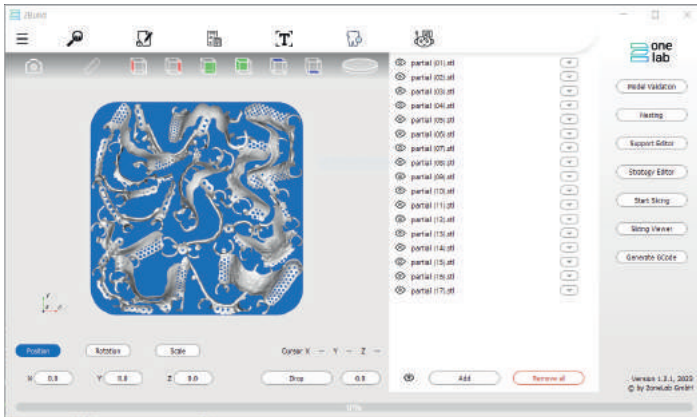 ZBuild
[T]
one
lab
partial (01).stl
partial (02).stl
partial (03).stl
partial (04).stl
partial (05).stl
partial (06).stl
partial (07).stl
partial (08).stl
partial (09).stl
partial (10).stl
partial (11).stl
partial (12).stl
partial (13).stl
partial (14).stl
partial (15).stl
partial (16).stl
partial (17).stl
Model Validation
Nesting
Support Editor
Strategy Editor
Start Slicing
Slicing Viewer
Generate GCode
Position
Rotation
Scale
Cursor X - Y - Z -
X 0.0
Y 0.0
Z 0.0
Drop
0.0
Add
Remove all
Version 1.2.1, 2022
© by ZoneLab GmbH